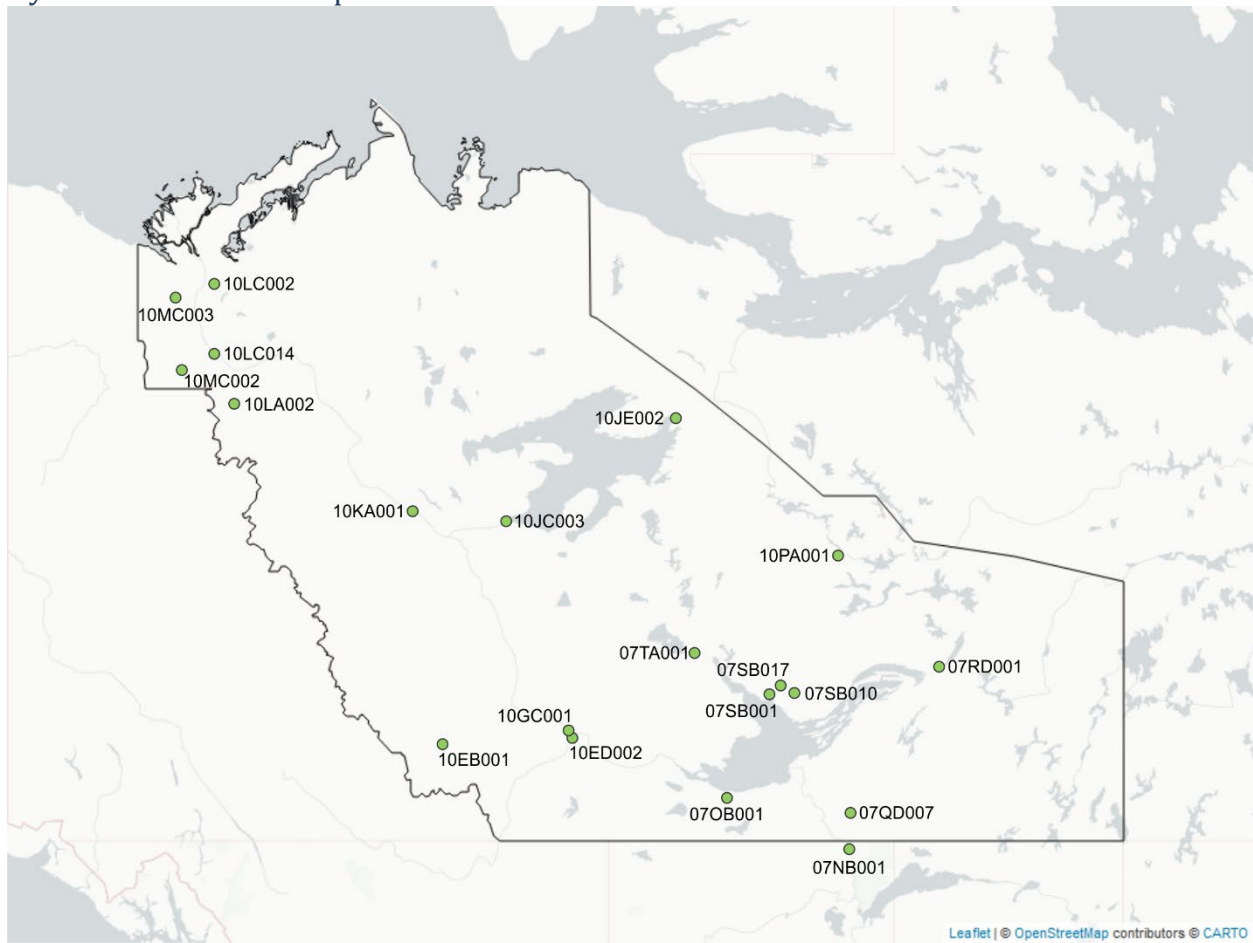 10LC002
10MC003
10LC014
10MC002
10LA002
10JE002
10KA001
10JC003
10PA001
07TA001
07SB017
07RD001
07SB010
07SB001
10GC001
10ED002
10EB001
07OB001
07QD007
07NB001
Leaflet | © OpenStreetMap contributors © CARTO